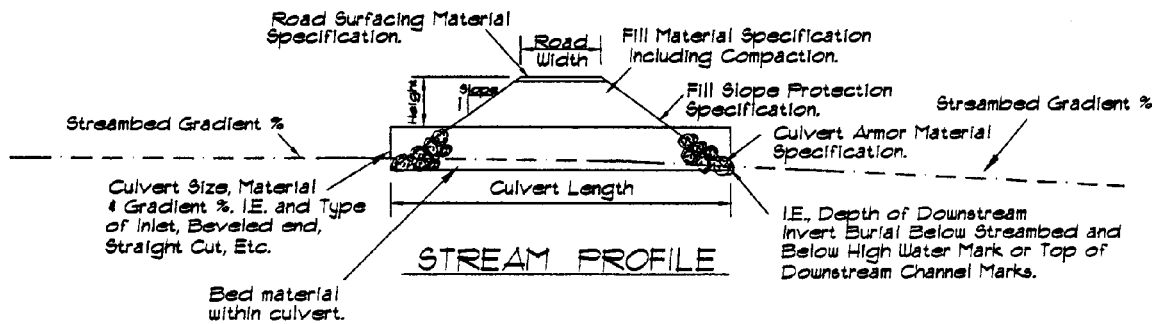 Road Surfacing Material
Specification.
Road
Width
Fill Material Specification
Including Compaction.
Height
Slope
1
Fill Slope Protection
Specification.
Streambed Gradient %
Streambed Gradient %
Culvert Armor Material
Specification.
Culvert Size, Material
& Gradient %. I.E. and Type
of Inlet, Beveled end,
Straight Cut, Etc.
Culvert Length
I.E., Depth of Downstream
Invert Burial Below Streambed and
Below High Water Mark or Top of
Downstream Channel Marks.
STREAM PROFILE
Bed material
within culvert.